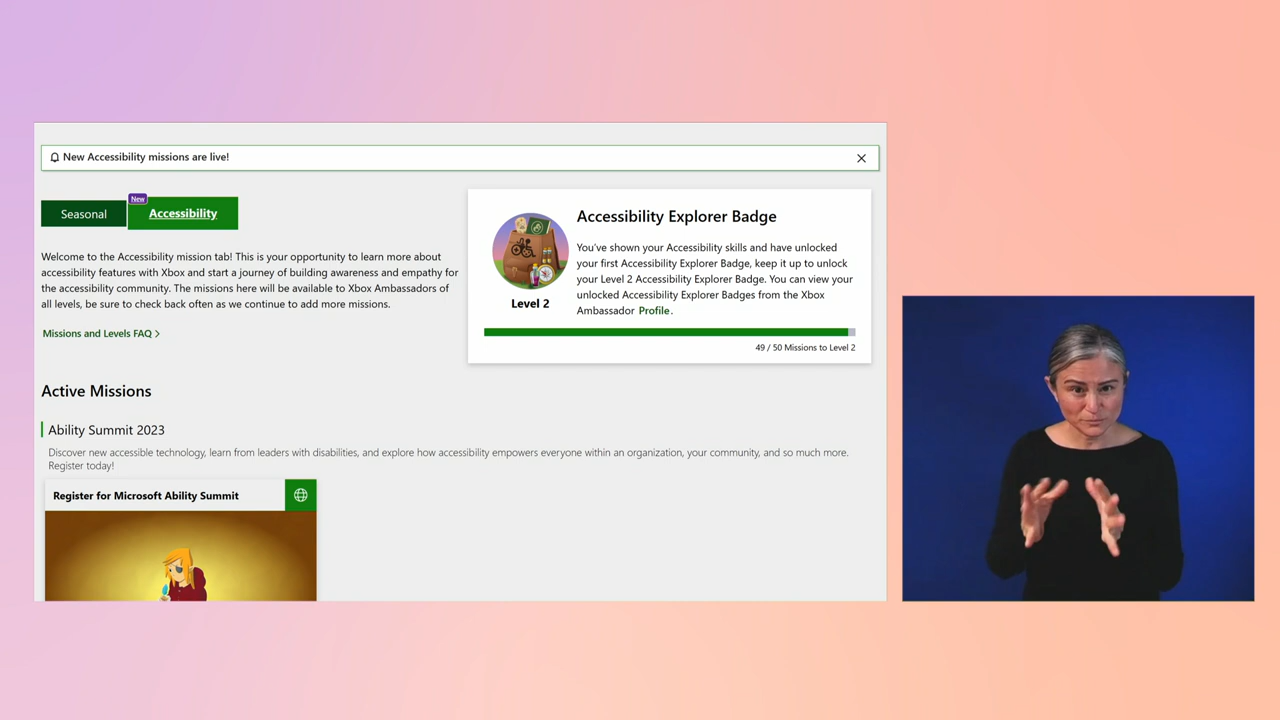 New Accessibility missions are live!
New
Seasonal
Accessibility
Welcome to the Accessibility mission tab! This is your opportunity to learn more about
accessibility features with Xbox and start a journey of building awareness and empathy for
the accessibility community. The missions here will be available to Xbox Ambassadors of
all levels, be sure to check back often as we continue to add more missions.
Missions and Levels FAQ
Accessibility Explorer Badge
You've shown your Accessibility skills and have unlocked
your first Accessibility Explorer Badge, keep it up to unlock
your Level 2 Accessibility Explorer Badge. You can view your
unlocked Accessibility Explorer Badges from the Xbox
Ambassador Profile.
Level 2
49 / 50 Missions to Level 2
Active Missions
Ability Summit 2023
Discover new accessible technology, learn from leaders with disabilities, and explore how accessibility empowers everyone within an organization, your community, and so much more.
Register today!
Register for Microsoft Ability Summit